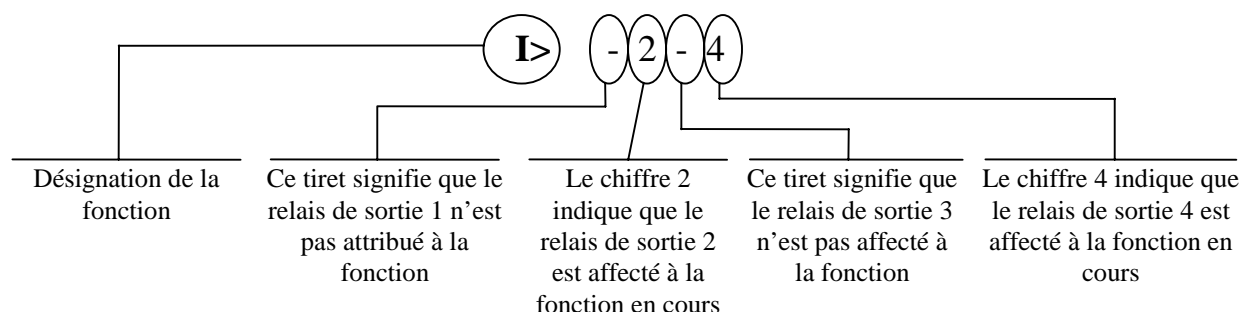 I> - 2 - 4
Désignation de la
fonction
Ce tiret signifie que le
relais de sortie 1 n’est
pas attribué à la
fonction
Le chiffre 2
indique que le
relais de sortie 2
est affecté à la
fonction en cours
Ce tiret signifie que
le relais de sortie 3
n’est pas affecté à
la fonction
Le chiffre 4 indique que
le relais de sortie 4 est
affecté à la fonction en
cours